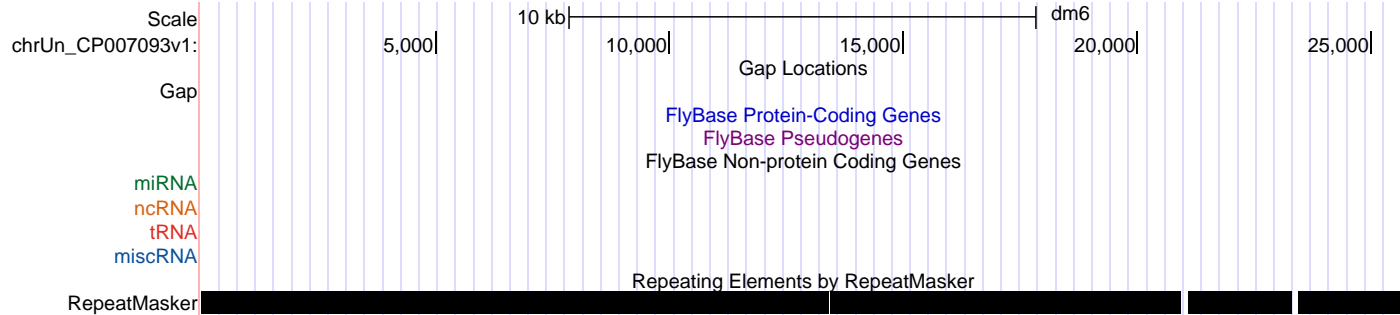 Scale 10 kb dm6
chrUn_CP007093v1: 5,000 10,000 15,000 20,000 25,000
Gap Locations
Gap
FlyBase Protein-Coding Genes
FlyBase Pseudogenes
FlyBase Non-protein Coding Genes
miRNA
ncRNA
tRNA
miscRNA
Repeating Elements by RepeatMasker
RepeatMasker